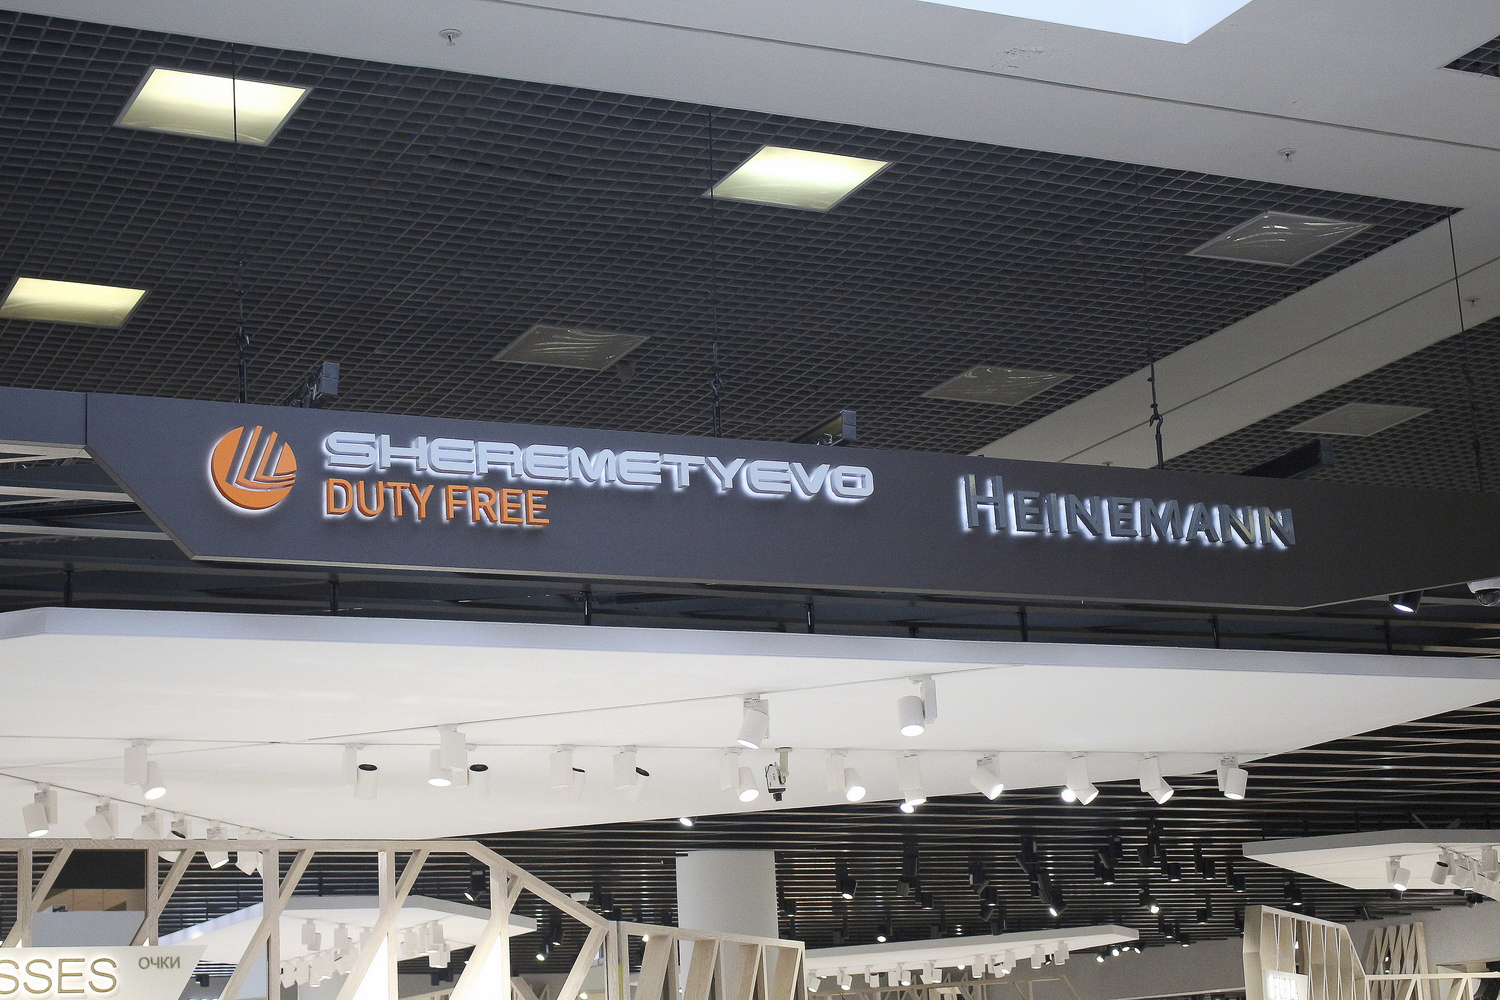 SHEREMETYEVO
DUTY FREE
HEINEMANN
SSES
ОЧКИ